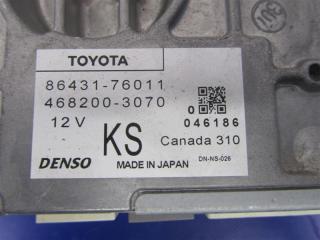 TOYOTA
86431-76011
468200-3070
0
046186
12V
KS
Canada 310
DENSO
MADE IN JAPAN
DN-NS-026